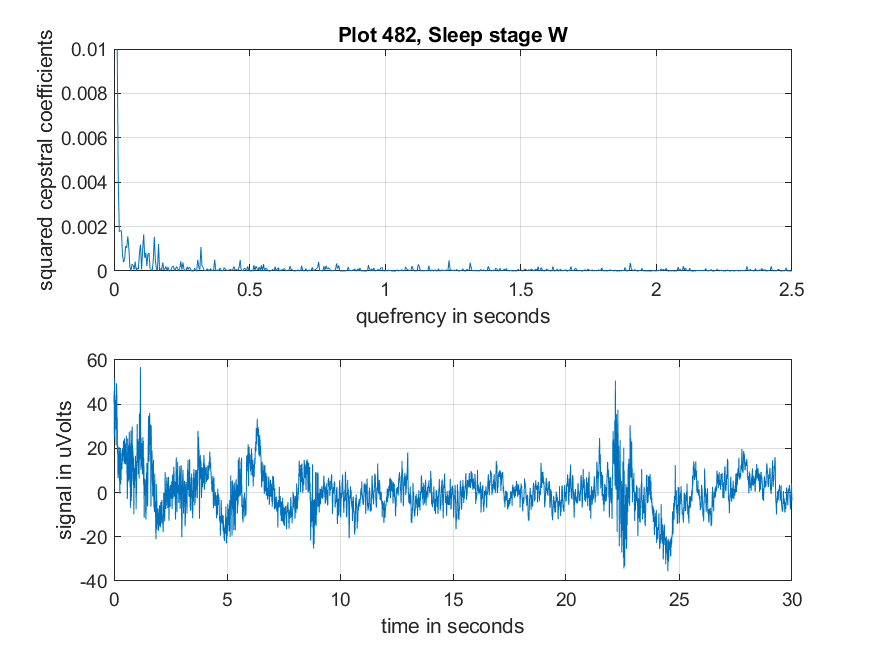 Plot 482, Sleep stage W
squared cepstral coefficients
0.01
0.008
0.006
0.004
0.002
0
0 0.5 1 1.5 2 2.5
quefrency in seconds
signal in uVolts
60
40
20
0
-20
-40
0 5 10 15 20 25 30
time in seconds